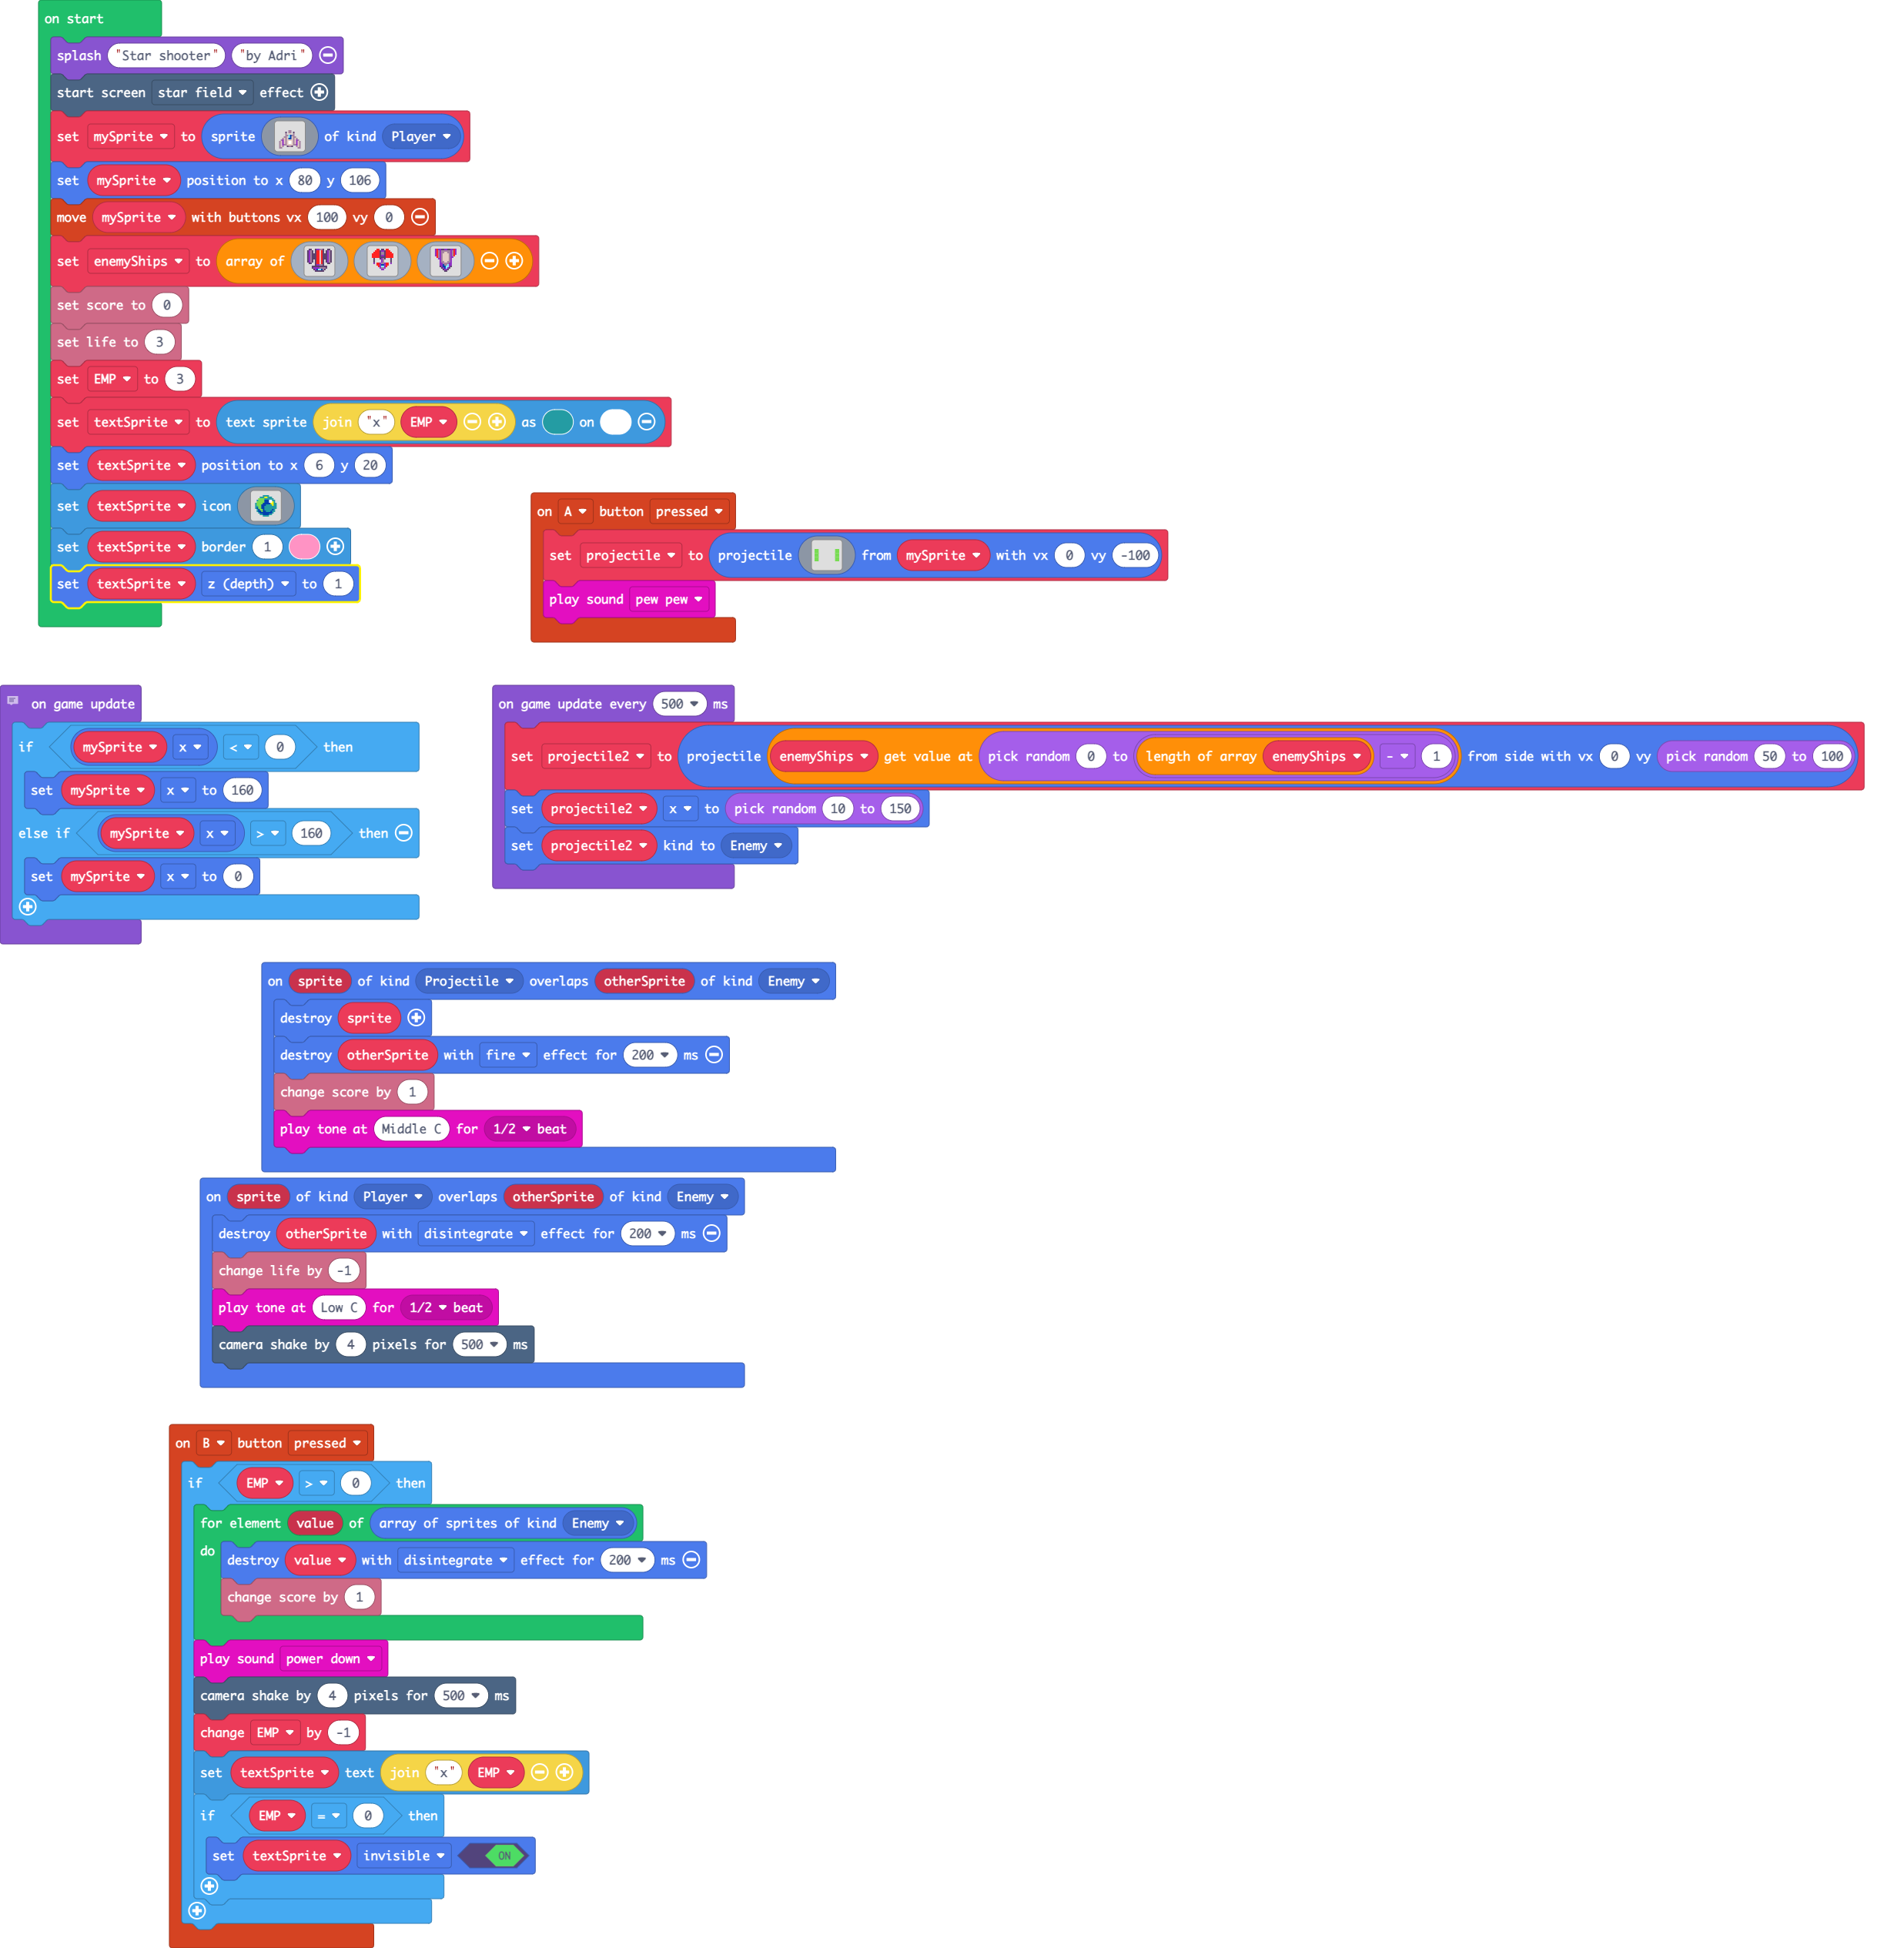 on start
splash "Star shooter" "by Adri"
start screen star field effect
set mySprite to sprite of kind Player
set mySprite position to x 80 y 106
move mySprite with buttons vx 100 vy 0
set enemyShips to array of
set score to 0
set life to 3
set EMP to 3
set textSprite to text sprite join "x" EMP as on
set textSprite position to x 6 y 20
set textSprite icon
set textSprite border 1
set textSprite z (depth) to 1
on A button pressed
set projectile to projectile from mySprite with vx 0 vy -100
play sound pew pew
on game update
if mySprite x < 0 then
set mySprite x to 160
else if mySprite x > 160 then
set mySprite x to 0
on game update every 500 ms
set projectile2 to projectile enemyShips get value at pick random 0 to length of array enemyShips - 1 from side with vx 0 vy pick random 50 to 100
set projectile2 x to pick random 10 to 150
set projectile2 kind to Enemy
on sprite of kind Projectile overlaps otherSprite of kind Enemy
destroy sprite
destroy otherSprite with fire effect for 200 ms
change score by 1
play tone at Middle C for 1/2 beat
on sprite of kind Player overlaps otherSprite of kind Enemy
destroy otherSprite with disintegrate effect for 200 ms
change life by -1
play tone at Low C for 1/2 beat
camera shake by 4 pixels for 500 ms
on B button pressed
if EMP > 0 then
for element value of array of sprites of kind Enemy
do destroy value with disintegrate effect for 200 ms
change score by 1
play sound power down
camera shake by 4 pixels for 500 ms
change EMP by -1
set textSprite text join "x" EMP
if EMP = 0 then
set textSprite invisible ON